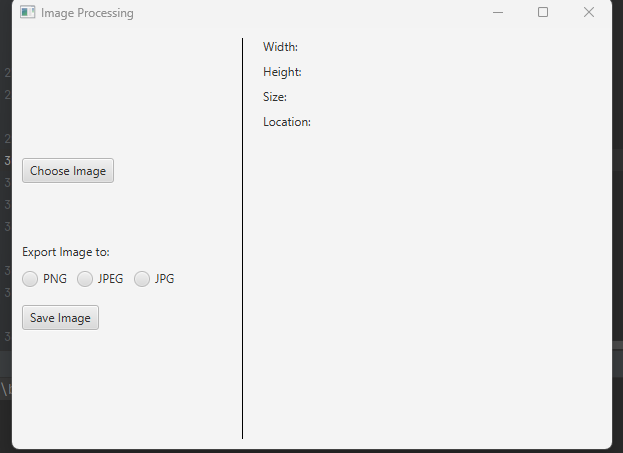 Image Processing
Choose Image
Export Image to:
PNG JPEG JPG
Save Image
Width:
Height:
Size:
Location: